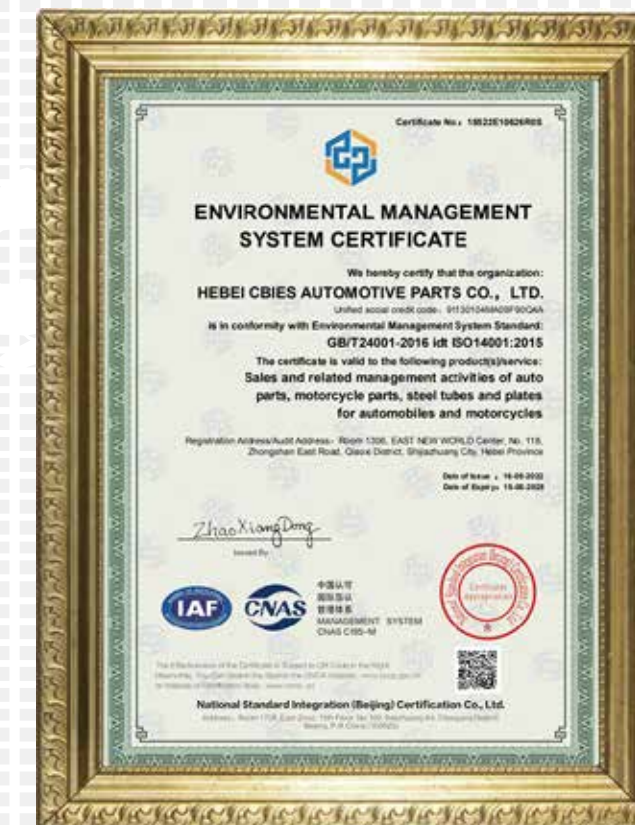 Certificate No.: 18522E10626R0S
ENVIRONMENTAL MANAGEMENT
SYSTEM CERTIFICATE
We hereby certify that the organization:
HEBEI CBIES AUTOMOTIVE PARTS CO., LTD.
Unified social credit code:
is in conformity with Environmental Management System Standard:
GB/T24001-2016 idt ISO14001:2015
The certificate is valid to the following product(s)/service:
Sales and related management activities of auto
parts, motorcycle parts, steel tubes and plates
for automobiles and motorcycles
Registration Address/Audit Address: Room 1306, EAST NEW WORLD Center, No. 118,
Zhongshan East Road, Qiaoxi District, Shijiazhuang City, Hebei Province
Date of Issue :
Date of Expiry:
ZhaoXiangDong
Issued By
IAF
CNAS
中国认可
国际互认
管理体系
MANAGEMENT SYSTEM
CNAS C185-M
National Standard Integration (Beijing) Certification Co., Ltd.